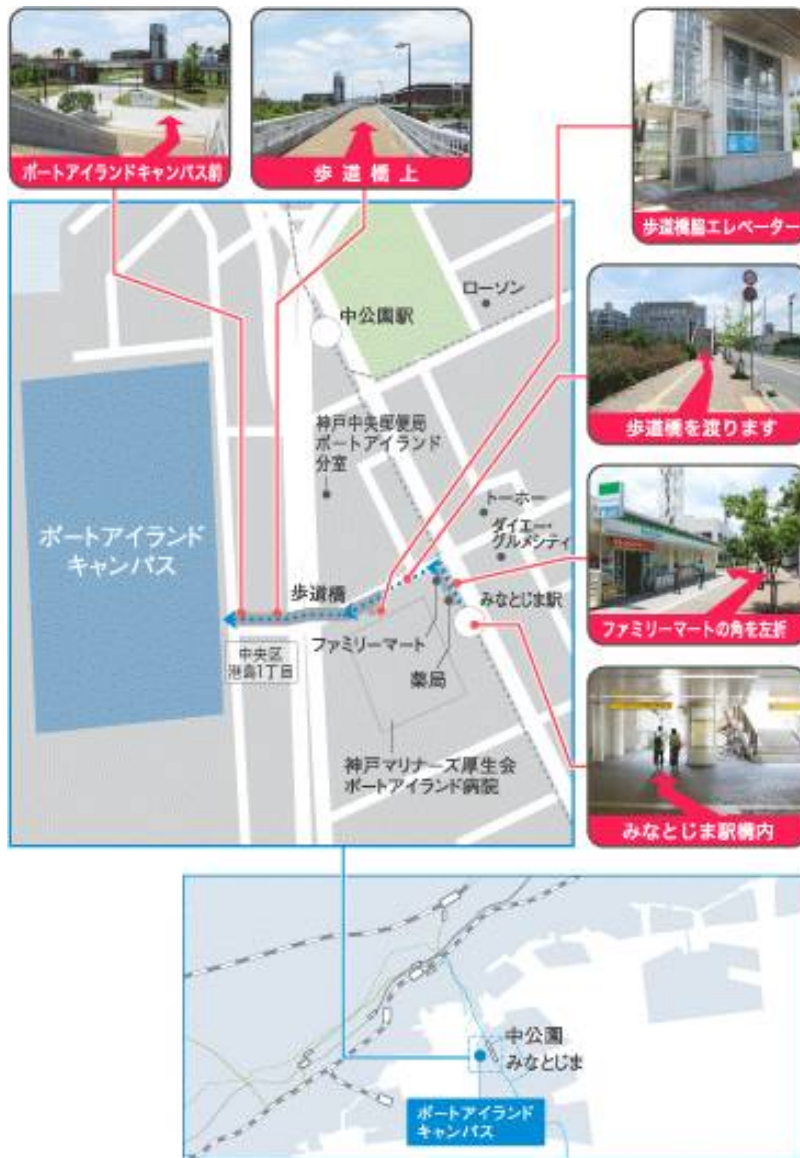 ポートアイランドキャンパス前
歩道橋上
歩道橋脇エレベーター
ローソン
中公園駅
歩道橋を渡ります
神戸中央郵便局
ポートアイランド
分室
トーホー
ダイエー・
グルメシティ
ポートアイランド
キャンパス
歩道橋
みなとじま駅
ファミリーマートの角を左折
ファミリーマート
中央区
港島1丁目
薬局
神戸マリナーズ厚生会
ポートアイランド病院
みなとじま駅構内
中公園
みなとじま
ポートアイランド
キャンパス